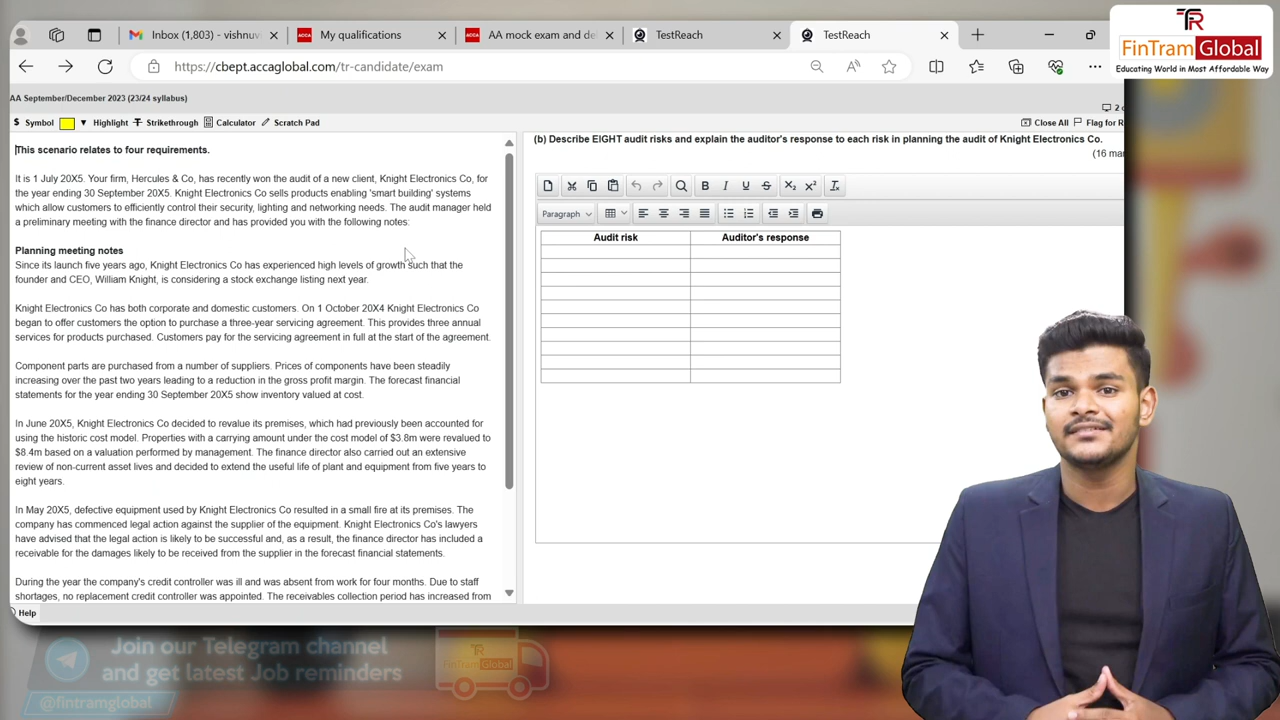 Inbox (1,803) - vishnuv
My qualifications
AA mock exam and de
TestReach
TestReach
https://cbept.accaglobal.com/tr-candidate/exam
TR
FinTram Global
Educating World in Most Affordable Way
AA September/December 2023 (23/24 syllabus)
$ Symbol Highlight Strikethrough Calculator Scratch Pad
Close All Flag for R
This scenario relates to four requirements.
It is 1 July 20X5. Your firm, Hercules & Co, has recently won the audit of a new client, Knight Electronics Co, for
the year ending 30 September 20X5. Knight Electronics Co sells products enabling 'smart building' systems
which allow customers to efficiently control their security, lighting and networking needs. The audit manager held
a preliminary meeting with the finance director and has provided you with the following notes:
Planning meeting notes
Since its launch five years ago, Knight Electronics Co has experienced high levels of growth such that the
founder and CEO, William Knight, is considering a stock exchange listing next year.
Knight Electronics Co has both corporate and domestic customers. On 1 October 20X4 Knight Electronics Co
began to offer customers the option to purchase a three-year servicing agreement. This provides three annual
services for products purchased. Customers pay for the servicing agreement in full at the start of the agreement.
Component parts are purchased from a number of suppliers. Prices of components have been steadily
increasing over the past two years leading to a reduction in the gross profit margin. The forecast financial
statements for the year ending 30 September 20X5 show inventory valued at cost.
In June 20X5, Knight Electronics Co decided to revalue its premises, which had previously been accounted for
using the historic cost model. Properties with a carrying amount under the cost model of $3.8m were revalued to
$8.4m based on a valuation performed by management. The finance director also carried out an extensive
review of non-current asset lives and decided to extend the useful life of plant and equipment from five years to
eight years.
In May 20X5, defective equipment used by Knight Electronics Co resulted in a small fire at its premises. The
company has commenced legal action against the supplier of the equipment. Knight Electronics Co's lawyers
have advised that the legal action is likely to be successful and, as a result, the finance director has included a
receivable for the damages likely to be received from the supplier in the forecast financial statements.
During the year the company's credit controller was ill and was absent from work for four months. Due to staff
shortages, no replacement credit controller was appointed. The receivables collection period has increased from
Help
(b) Describe EIGHT audit risks and explain the auditor's response to each risk in planning the audit of Knight Electronics Co.
(16 mar
Paragraph
Audit risk Auditor's response
Join our Telegram channel
and get latest Job reminders
@fintramglobal
TR
FinTram Global